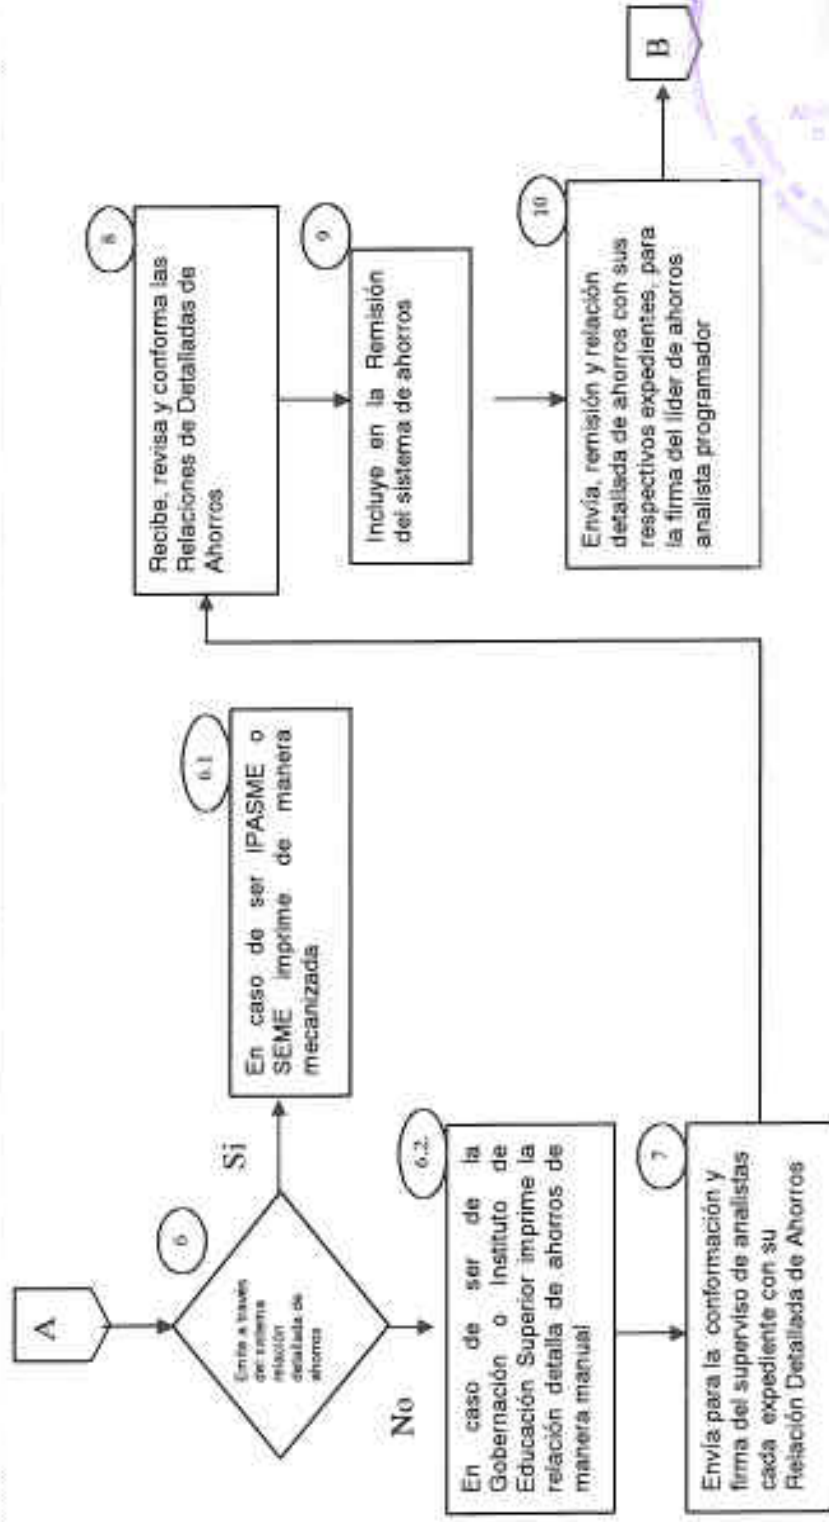 A
6
Emite a través
del sistema
relación
detallada de
ahorros
Si
6.1
En caso de ser IPASME o
SEME imprime de manera
mecanizada
No
6.2.
En caso de ser de la
Gobernación o Instituto de
Educación Superior imprime la
relación detalla de ahorros de
manera manual
7
Envía para la conformación y
firma del superviso de analistas
cada expediente con su
Relación Detallada de Ahorros
8
Recibe, revisa y conforma las
Relaciones de Detalladas de
Ahorros
9
Incluye en la Remisión
del sistema de ahorros
10
Envía, remisión y relación
detallada de ahorros con sus
respectivos expedientes, para
la firma del líder de ahorros
analista programador
B